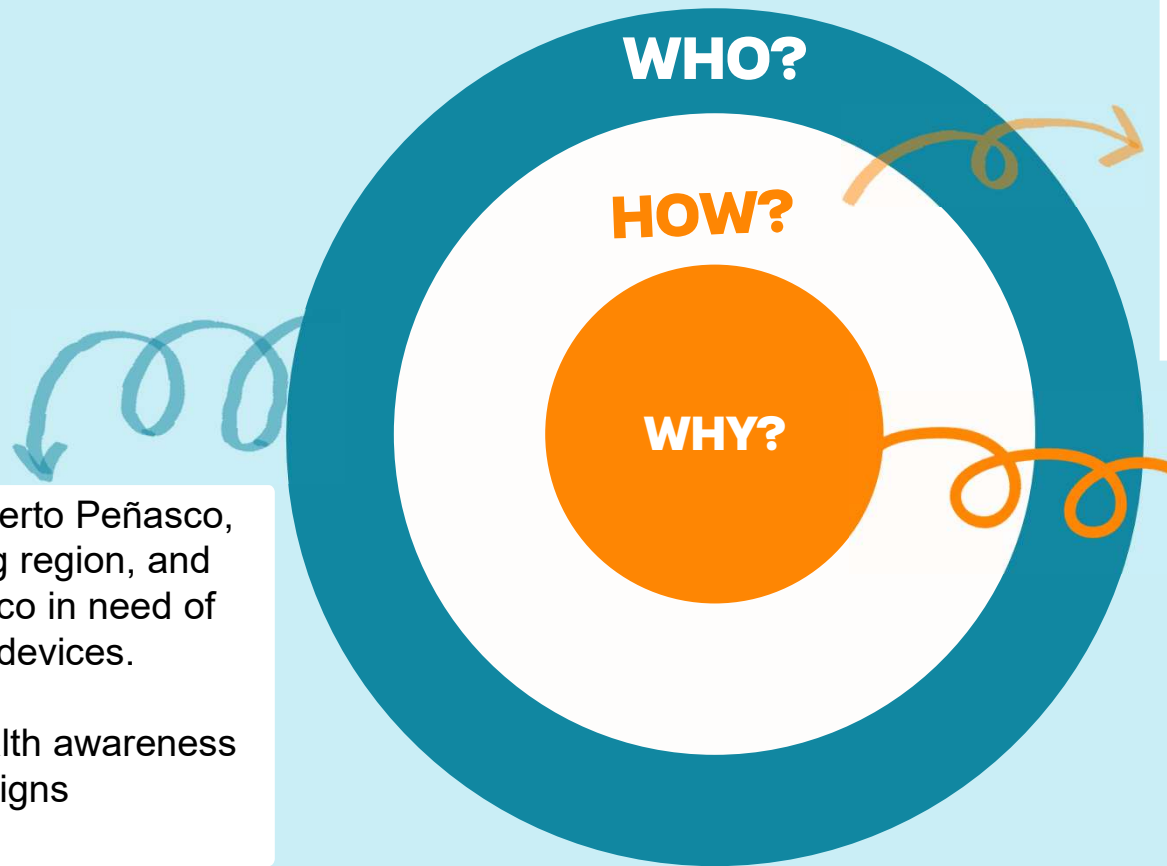 WHO?
HOW?
WHY?
erto Peñasco,
region, and
co in need of
devices.
lth awareness
igns